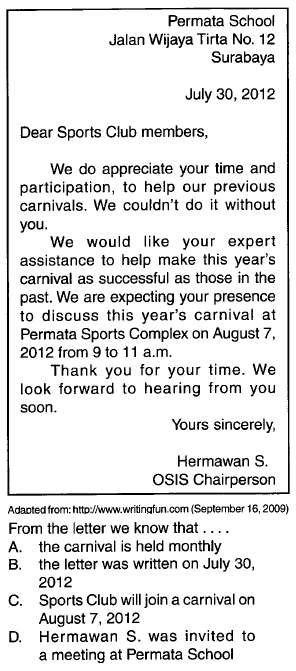 Permata School
Jalan Wijaya Tirta No. 12
Surabaya
July 30, 2012
Dear Sports Club members,
We do appreciate your time and
participation, to help our previous
carnivals. We couldn't do it without
you.
We would like your expert
assistance to help make this year's
carnival as successful as those in the
past. We are expecting your presence
to discuss this year's carnival at
Permata Sports Complex on August 7,
2012 from 9 to 11 a.m.
Thank you for your time. We
look forward to hearing from you
soon.
Yours sincerely,
Hermawan S.
OSIS Chairperson
Adapted from: http://www.writingfun.com (September 16, 2009)
From the letter we know that . . . .
A. the carnival is held monthly
B. the letter was written on July 30,
2012
C. Sports Club will join a carnival on
August 7, 2012
D. Hermawan S. was invited to
a meeting at Permata School